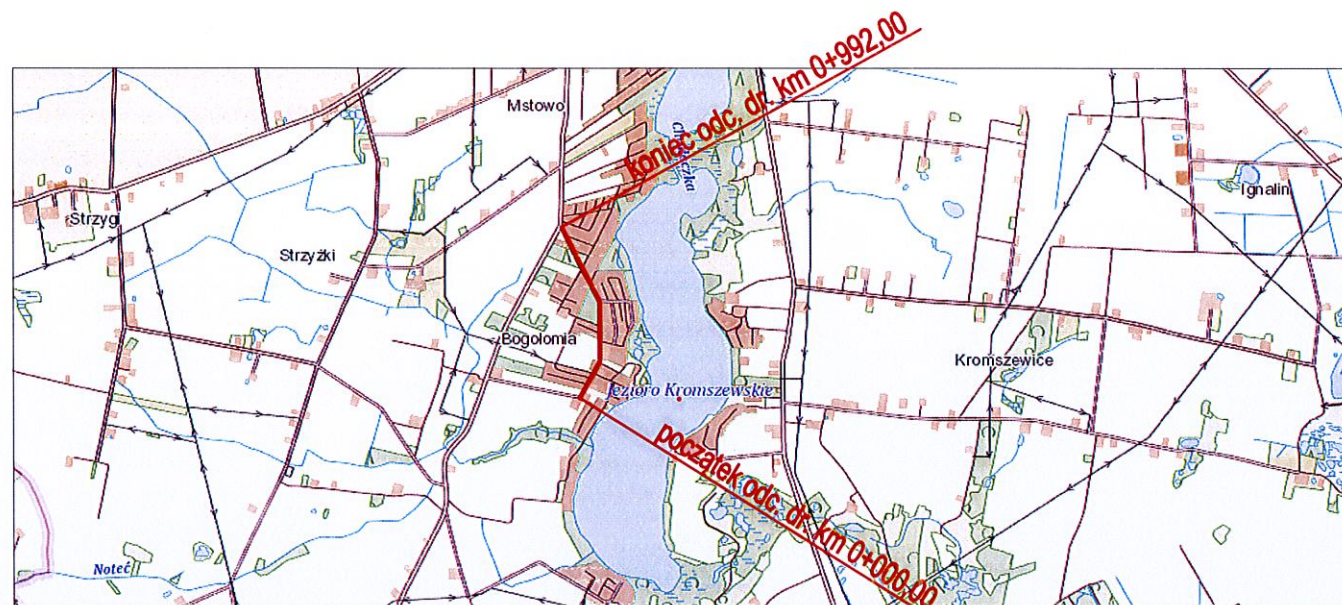 koniec odc. dr. km 0+992,00
Mstowo
Strzyg
Strzyżki
Ignalin
Bogołomia
Kromszewice
Jezioro Kromszewskie
początek odc. dr. km 0+000,00
Noteć